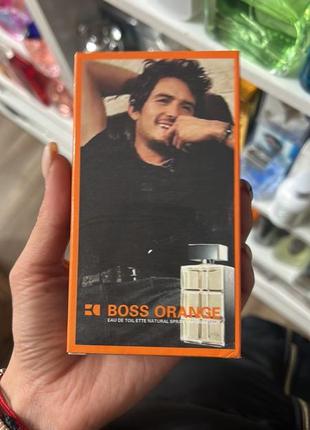 BOSS ORANGE
EAU DE TOILETTE NATURAL SPRAY